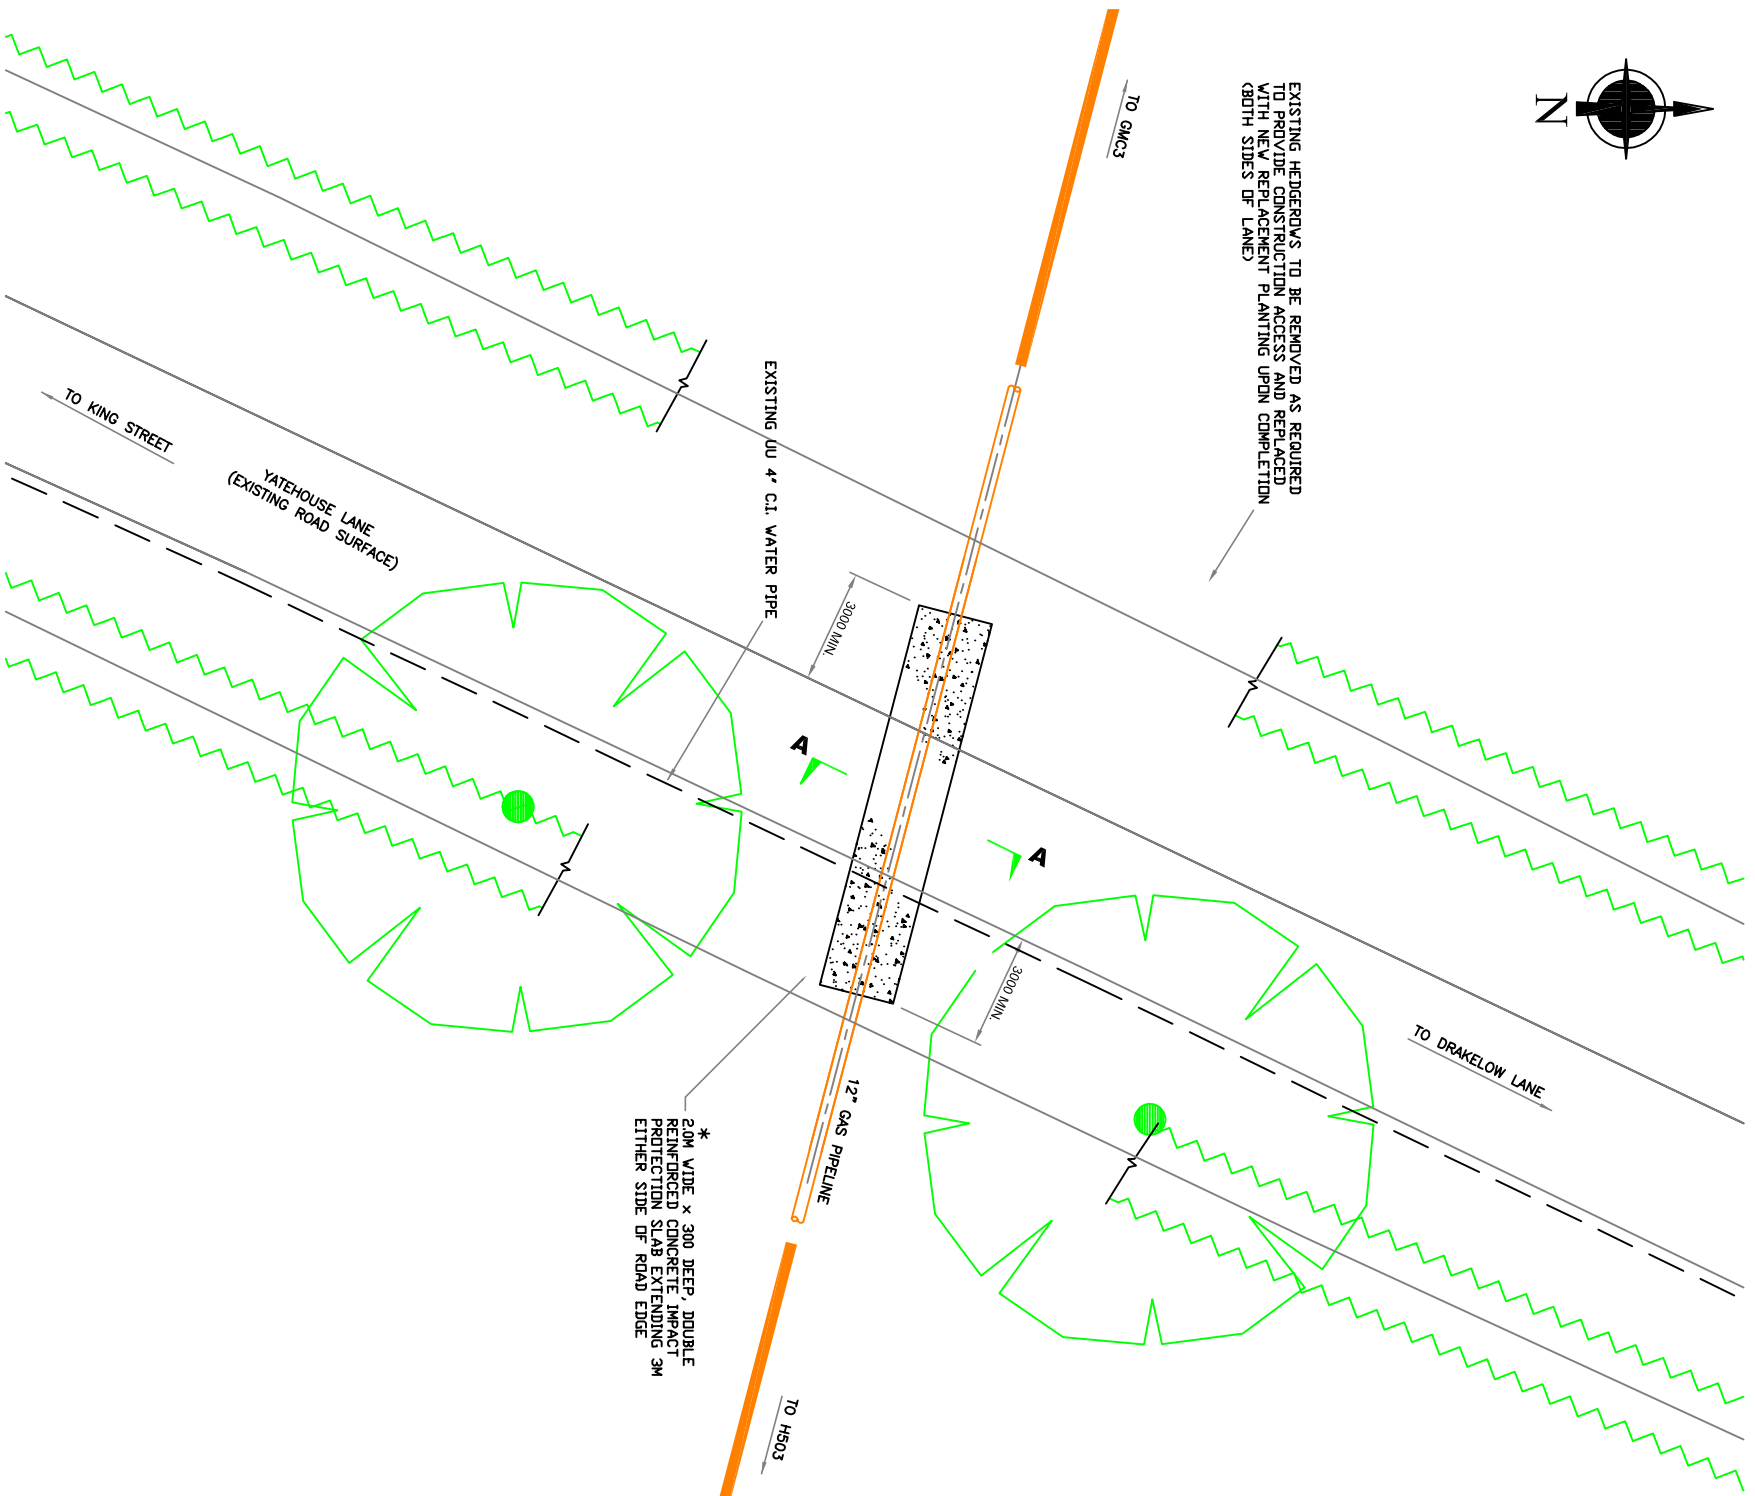 N
EXISTING HEDGEROWS TO BE REMOVED AS REQUIRED
TO PROVIDE CONSTRUCTION ACCESS AND REPLACED
WITH NEW REPLACEMENT PLANTING UPON COMPLETION
(BOTH SIDES OF LANE)
TO GMC3
EXISTING UU 4" C.I. WATER PIPE
TO KING STREET
YATEHOUSE LANE
(EXISTING ROAD SURFACE)
3000 MIN.
A
A
3000 MIN.
TO DRAKELOW LANE
12" GAS PIPELINE
*
2.0M WIDE x 300 DEEP, DOUBLE
REINFORCED CONCRETE IMPACT
PROTECTION SLAB EXTENDING 3M
EITHER SIDE OF ROAD EDGE
TO H503